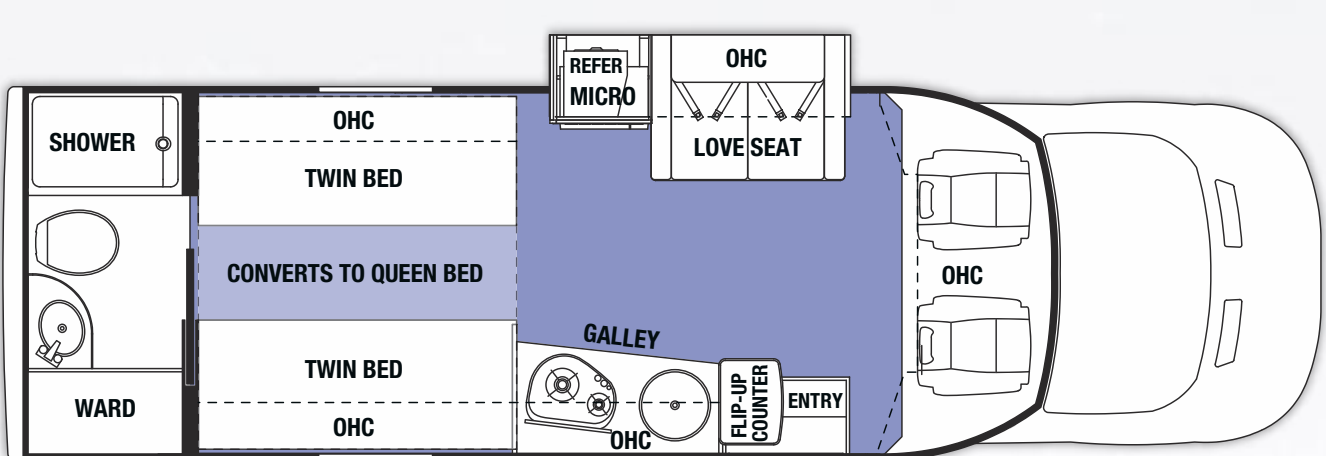 SHOWER
WARD
OHC
TWIN BED
CONVERTS TO QUEEN BED
TWIN BED
OHC
REFER
MICRO
OHC
LOVE SEAT
GALLEY
OHC
FLIP-UP
COUNTER
ENTRY
OHC